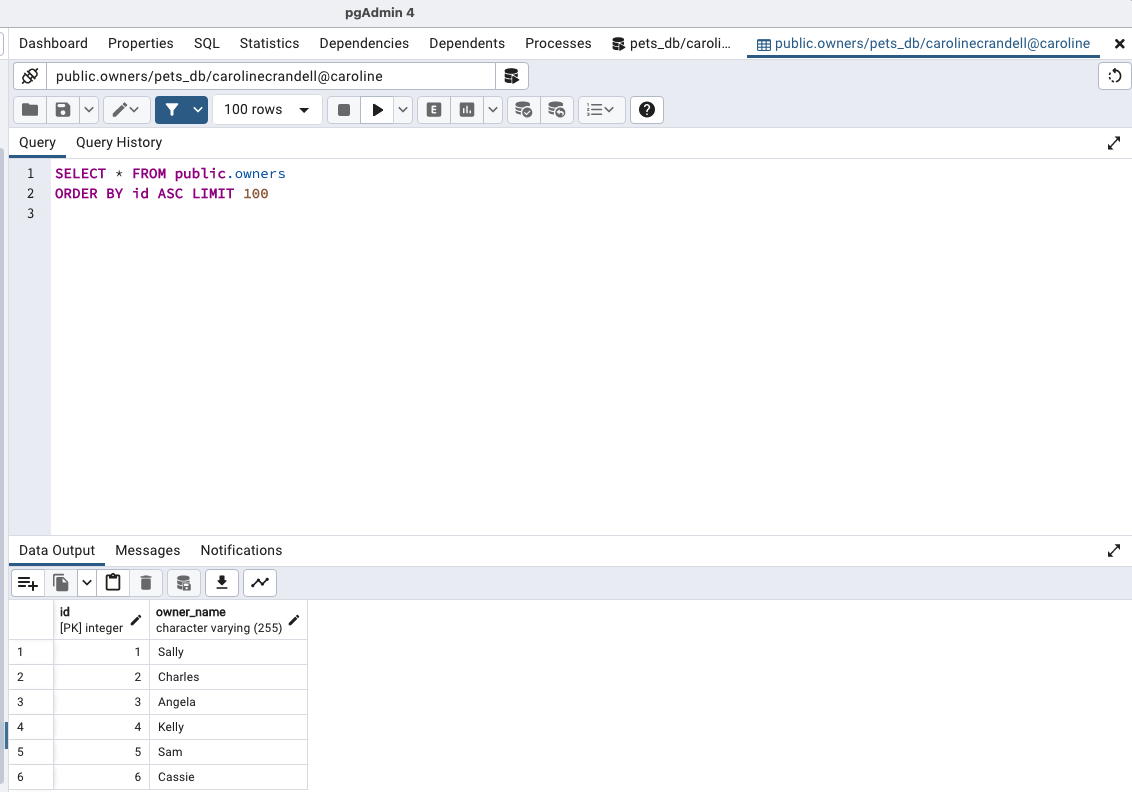 pgAdmin 4
Dashboard Properties SQL Statistics Dependencies Dependents Processes pets_db/caroli... public.owners/pets_db/carolinecrandell@caroline
public.owners/pets_db/carolinecrandell@caroline
100 rows E
Query Query History
1 SELECT * FROM public.owners
2 ORDER BY id ASC LIMIT 100
3
Data Output Messages Notifications
id owner_name
[PK] integer character varying (255)
1 1 Sally
2 2 Charles
3 3 Angela
4 4 Kelly
5 5 Sam
6 6 Cassie